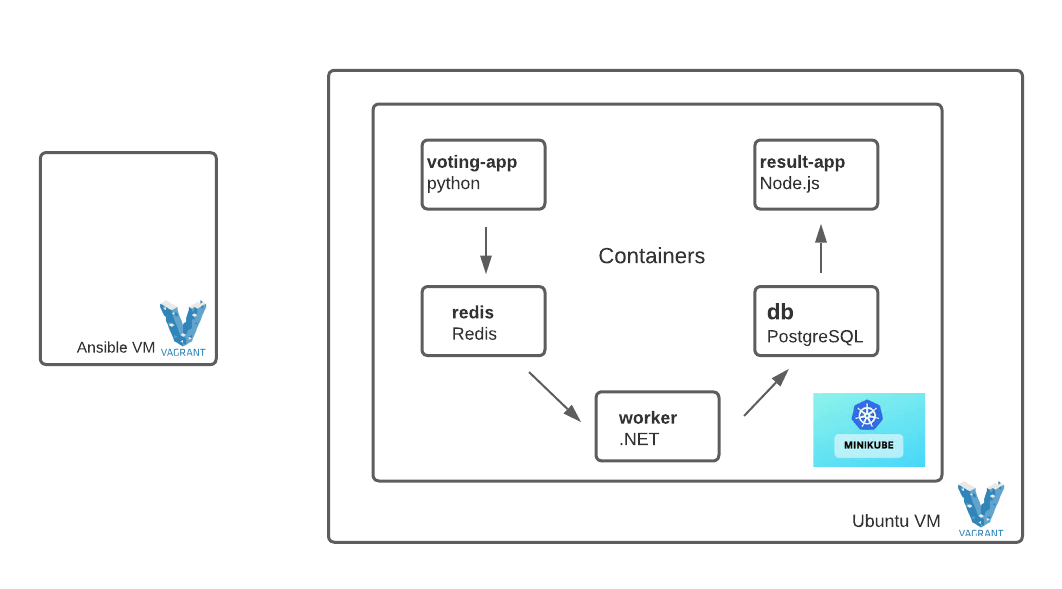 voting-app
python
result-app
Node.js
Containers
redis
Redis
db
PostgreSQL
Ansible VM
VAGRANT
worker
.NET
MINIKUBE
Ubuntu VM
VAGRANT